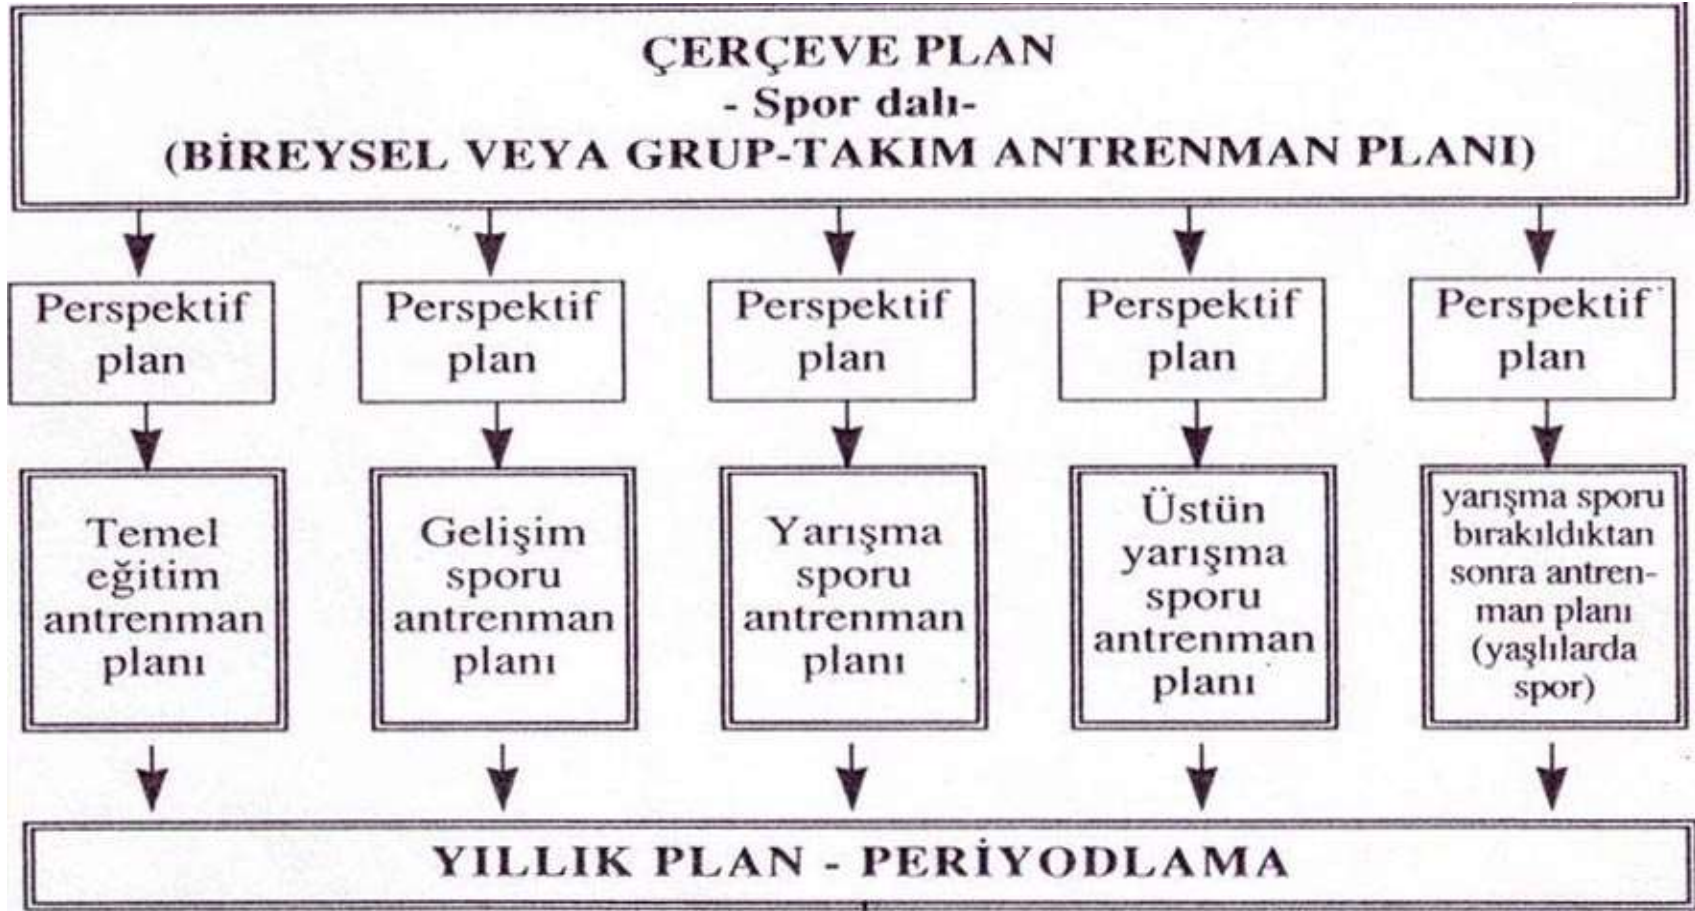 ÇERÇEVE PLAN
- Spor dalı-
(BİREYSEL VEYA GRUP-TAKIM ANTRENMAN PLANI)
Perspektif
plan
Perspektif
plan
Perspektif
plan
Perspektif
plan
Perspektif
plan
Temel
eğitim
antrenman
planı
Gelişim
sporu
antrenman
planı
Yarışma
sporu
antrenman
planı
Üstün
yarışma
sporu
antrenman
planı
yarışma sporu
bırakıldıktan
sonra antren-
man planı
(yaşlılarda
spor)
YILLIK PLAN - PERİYODLAMA